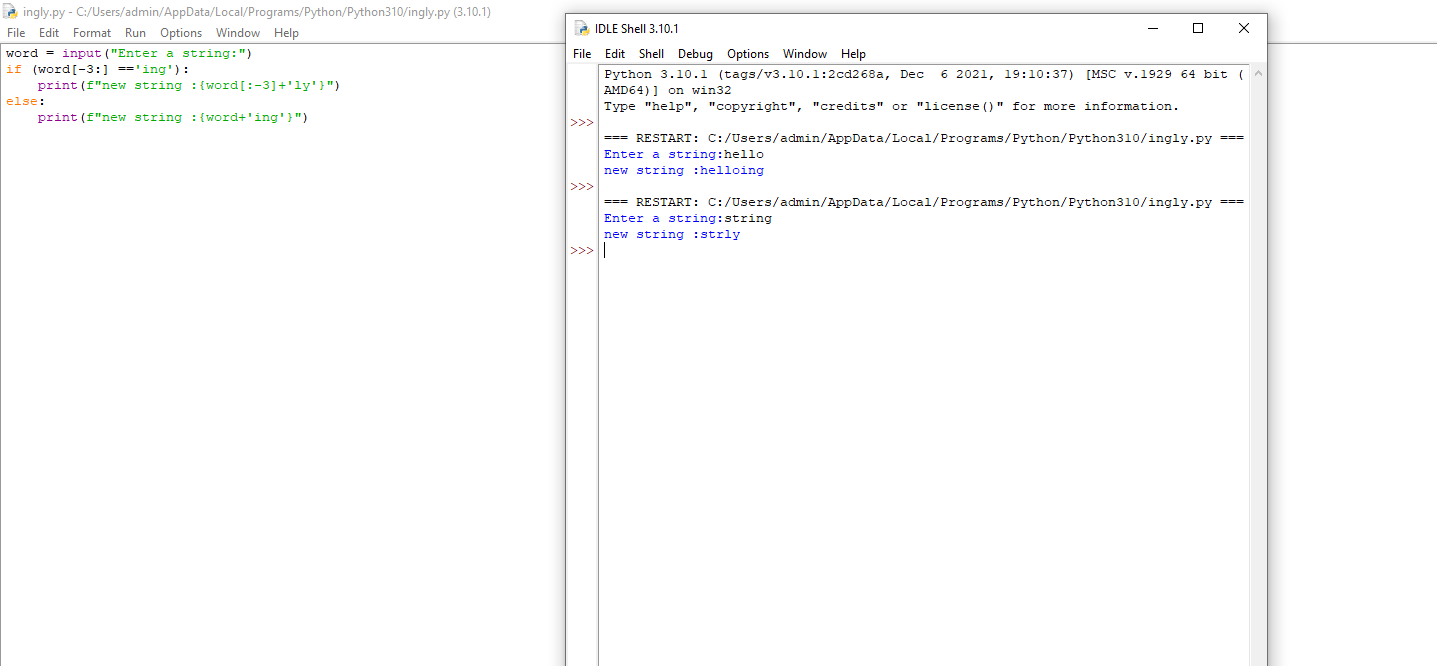 ingly.py - C:/Users/admin/AppData/Local/Programs/Python/Python310/ingly.py (3.10.1)
File Edit Format Run Options Window Help
word = input("Enter a string:")
if (word[-3:] =='ing'):
    print(f"new string :{word[:-3]+'ly'}")
else:
    print(f"new string :{word+'ing'}")
IDLE Shell 3.10.1
File Edit Shell Debug Options Window Help
Python 3.10.1 (tags/v3.10.1:2cd268a, Dec  6 2021, 19:10:37) [MSC v.1929 64 bit (
AMD64)] on win32
Type "help", "copyright", "credits" or "license()" for more information.
>>>
=== RESTART: C:/Users/admin/AppData/Local/Programs/Python/Python310/ingly.py ===
Enter a string:hello
new string :helloing
>>>
=== RESTART: C:/Users/admin/AppData/Local/Programs/Python/Python310/ingly.py ===
Enter a string:string
new string :strly
>>>